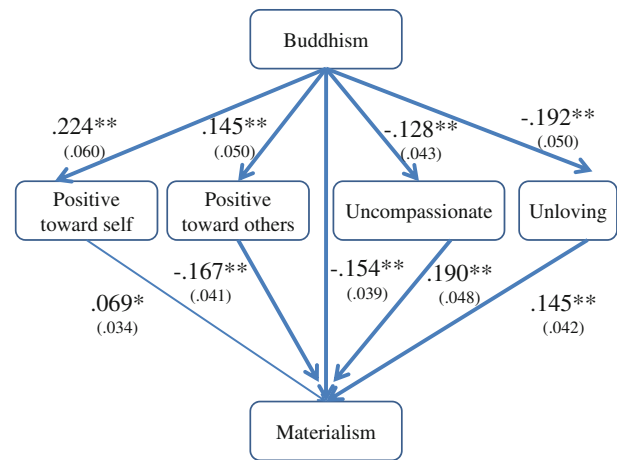 Buddhism
.224**
(.060)
.145**
(.050)
-.128**
(.043)
-.192**
(.050)
Positive
toward self
Positive
toward others
Uncompassionate
Unloving
.069*
(.034)
-.167**
(.041)
-.154**
(.039)
.190**
(.048)
.145**
(.042)
Materialism